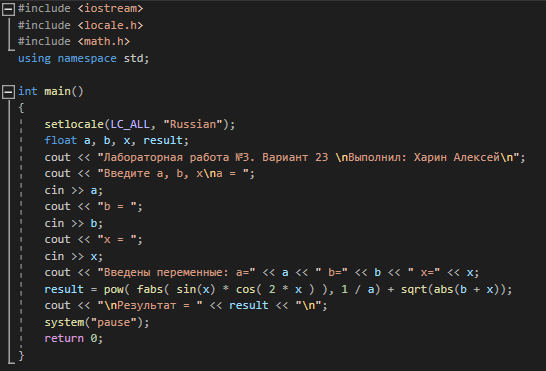 #include <iostream>
#include <locale.h>
#include <math.h>
using namespace std;

int main()
{
    setlocale(LC_ALL, "Russian");
    float a, b, x, result;
    cout << "Лабораторная работа №3. Вариант 23 \nВыполнил: Харин Алексей\n";
    cout << "Введите a, b, x\na = ";
    cin >> a;
    cout << "b = ";
    cin >> b;
    cout << "x = ";
    cin >> x;
    cout << "Введены переменные: a=" << a << " b=" << b << " x=" << x;
    result = pow( fabs( sin(x) * cos( 2 * x ) ), 1 / a) + sqrt(abs(b + x));
    cout << "\nРезультат = " << result << "\n";
    system("pause");
    return 0;
}